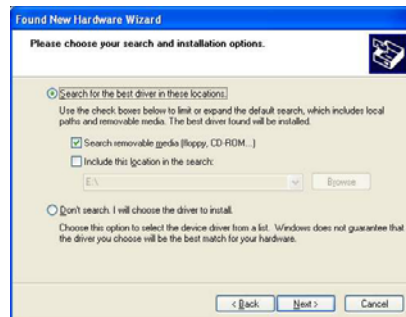 Found New Hardware Wizard
Please choose your search and installation options.
Search for the best driver in these locations.
Use the check boxes below to limit or expand the default search, which includes local
paths and removable media. The best driver found will be installed.
Search removable media (floppy, CD-ROM...)
Include this location in the search:
E:\
Browse
Don't search. I will choose the driver to install.
Choose this option to select the device driver from a list. Windows does not guarantee that
the driver you choose will be the best match for your hardware.
< Back
Next >
Cancel